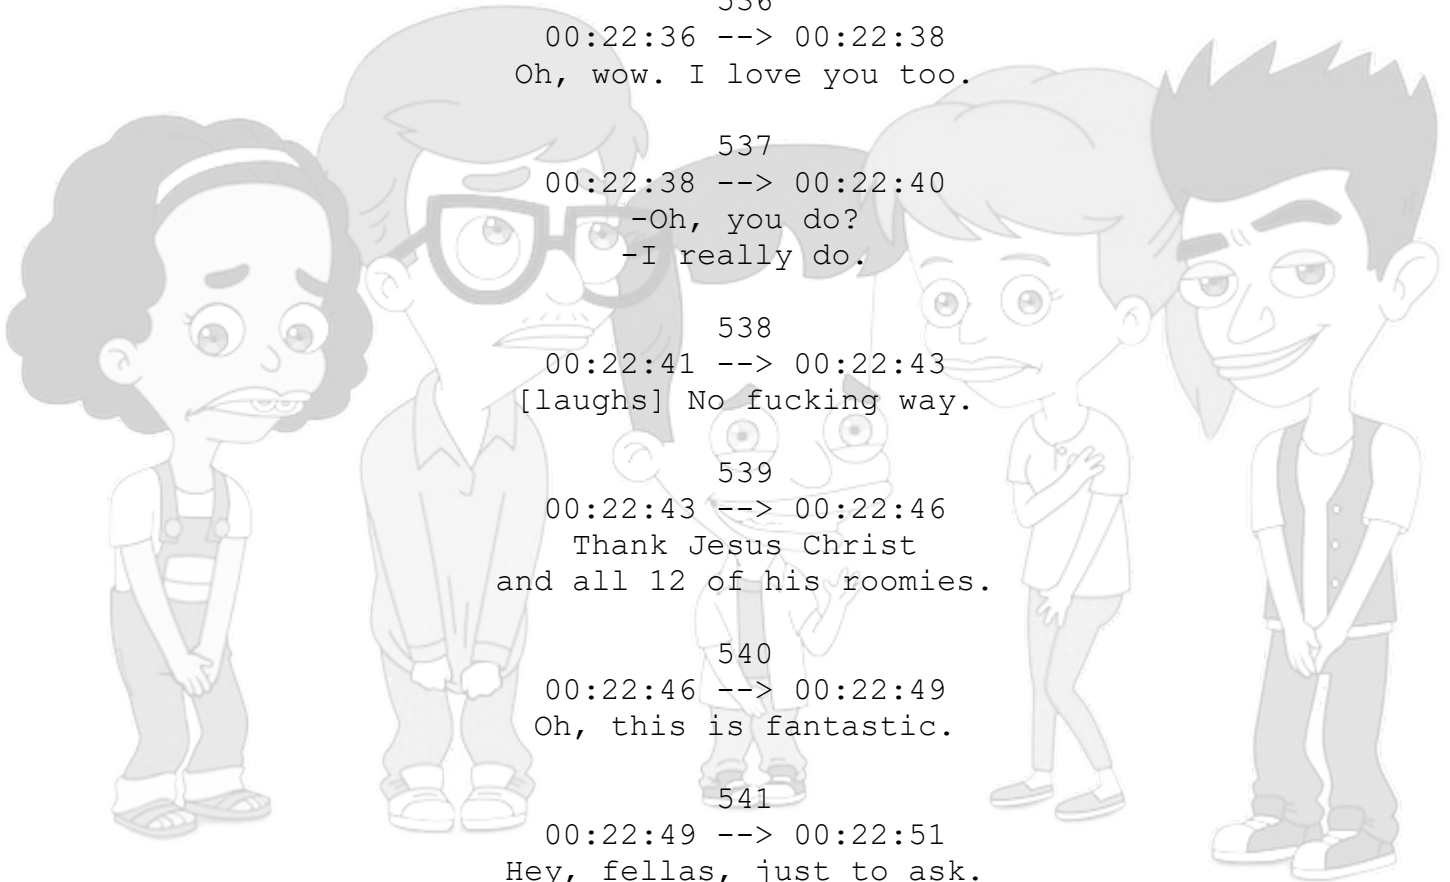 536
00:22:36 --> 00:22:38
Oh, wow. I love you too.
537
00:22:38 --> 00:22:40
-Oh, you do?
-I really do.
538
00:22:41 --> 00:22:43
[laughs] No fucking way.
539
00:22:43 --> 00:22:46
Thank Jesus Christ
and all 12 of his roomies.
540
00:22:46 --> 00:22:49
Oh, this is fantastic.
541
00:22:49 --> 00:22:51
Hey, fellas, just to ask.